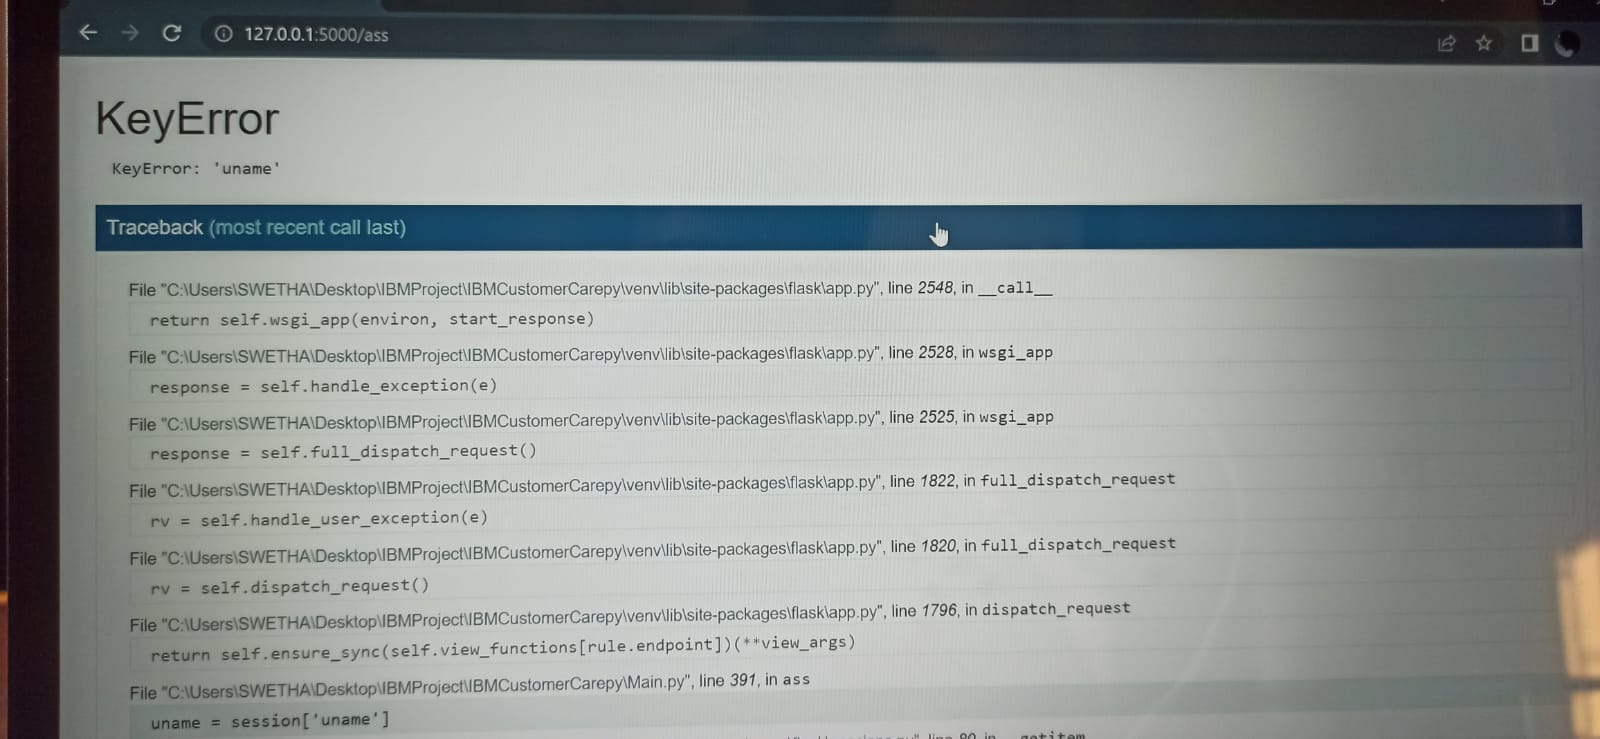 127.0.0.1:5000/ass
KeyError
KeyError: 'uname'
Traceback (most recent call last)
File "C:\Users\SWETHA\Desktop\IBMProject\IBMCustomerCarepy\venv\lib\site-packages\flask\app.py", line 2548, in __call__
return self.wsgi_app(environ, start_response)
File "C:\Users\SWETHA\Desktop\IBMProject\IBMCustomerCarepy\venv\lib\site-packages\flask\app.py", line 2528, in wsgi_app
response = self.handle_exception(e)
File "C:\Users\SWETHA\Desktop\IBMProject\IBMCustomerCarepy\venv\lib\site-packages\flask\app.py", line 2525, in wsgi_app
response = self.full_dispatch_request()
File "C:\Users\SWETHA\Desktop\IBMProject\IBMCustomerCarepy\venv\lib\site-packages\flask\app.py", line 1822, in full_dispatch_request
rv = self.handle_user_exception(e)
File "C:\Users\SWETHA\Desktop\IBMProject\IBMCustomerCarepy\venv\lib\site-packages\flask\app.py", line 1820, in full_dispatch_request
rv = self.dispatch_request()
File "C:\Users\SWETHA\Desktop\IBMProject\IBMCustomerCarepy\venv\lib\site-packages\flask\app.py", line 1796, in dispatch_request
return self.ensure_sync(self.view_functions[rule.endpoint])(**view_args)
File "C:\Users\SWETHA\Desktop\IBMProject\IBMCustomerCarepy\Main.py", line 391, in ass
uname = session['uname']